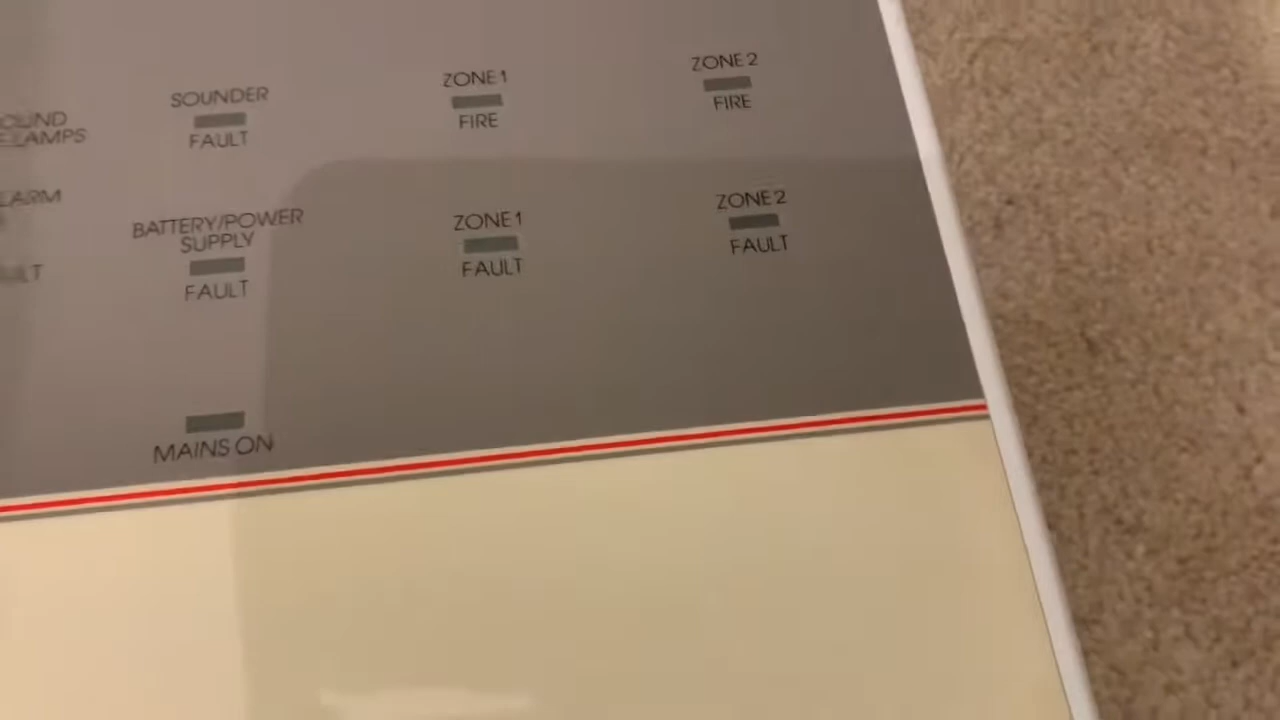 SOUNDER
FAULT
ZONE 1
FIRE
ZONE 2
FIRE
BATTERY/POWER
SUPPLY
FAULT
ZONE 1
FAULT
ZONE 2
FAULT
MAINS ON